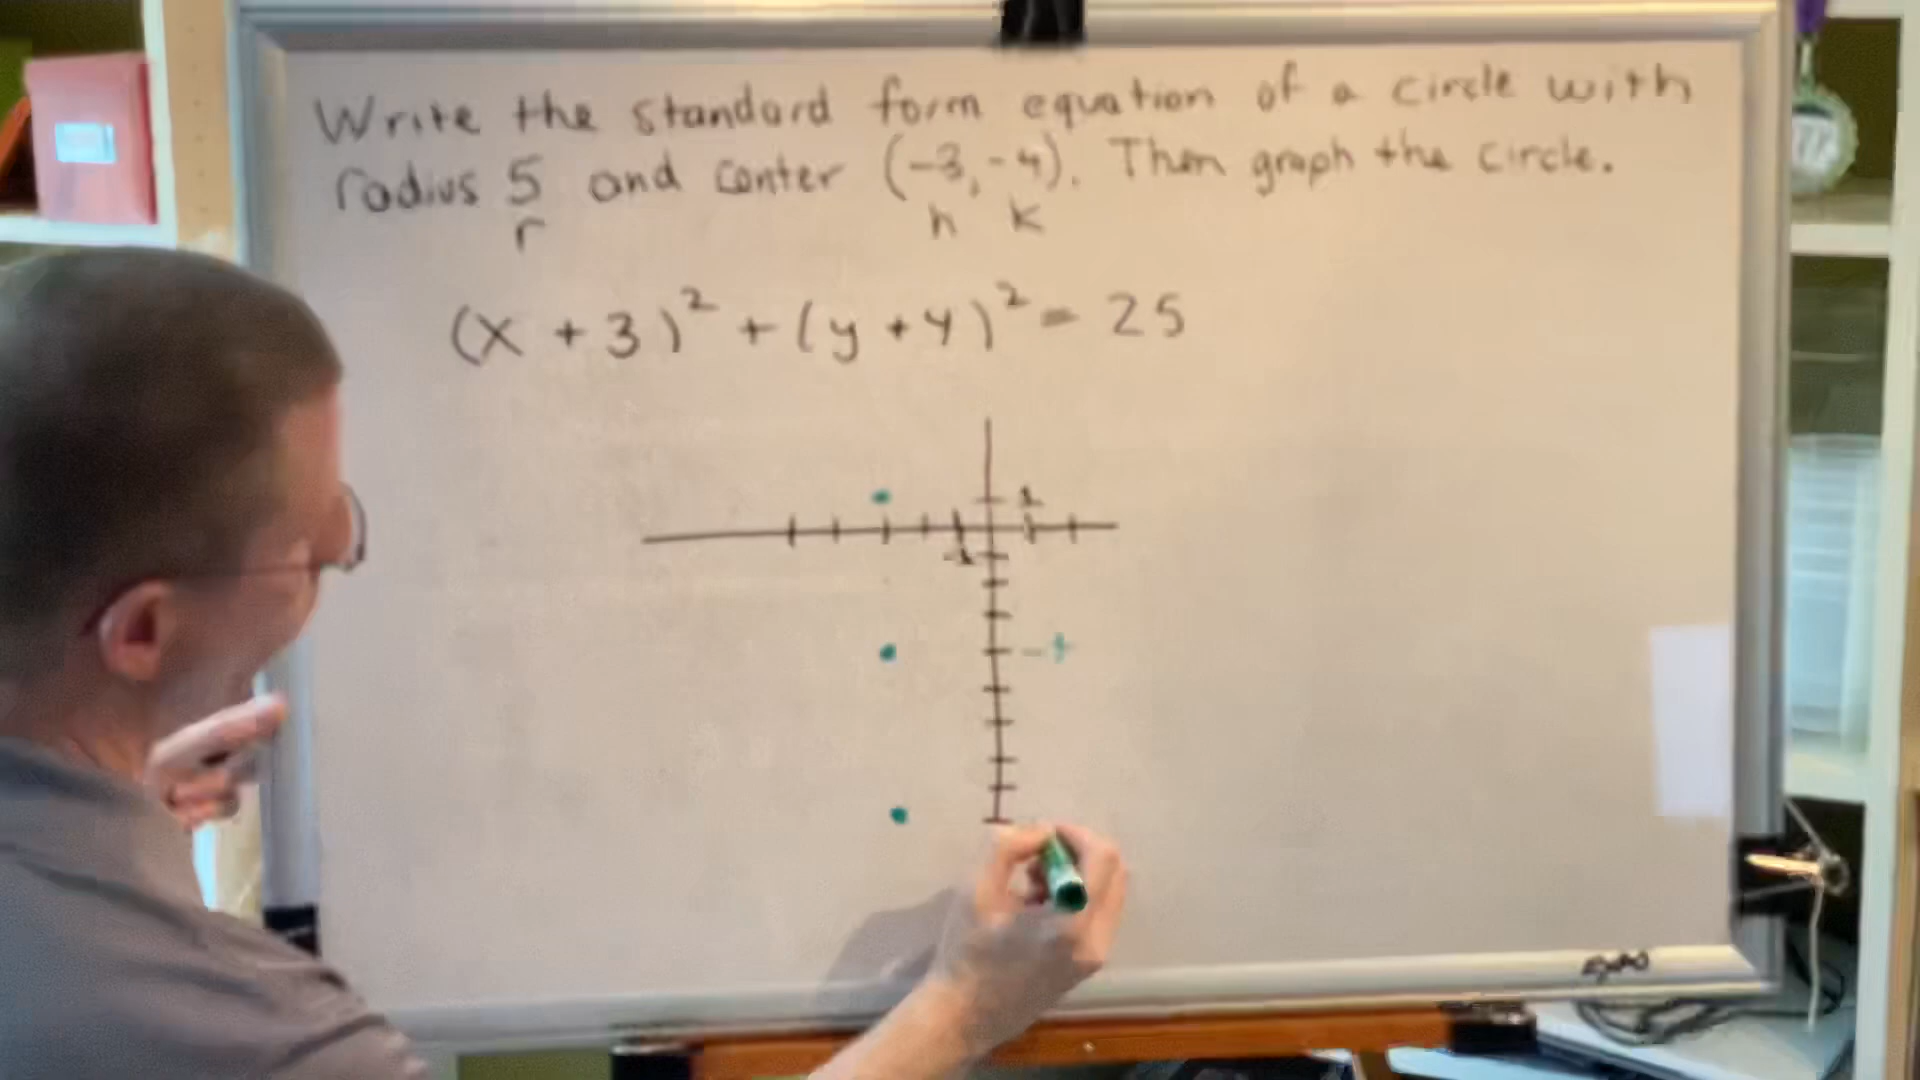 Write the standard form equation of a circle with
radius 5 and center (-3, -4). Then graph the circle.
r h k
(x + 3)² + (y + 4)² = 25
1
-1